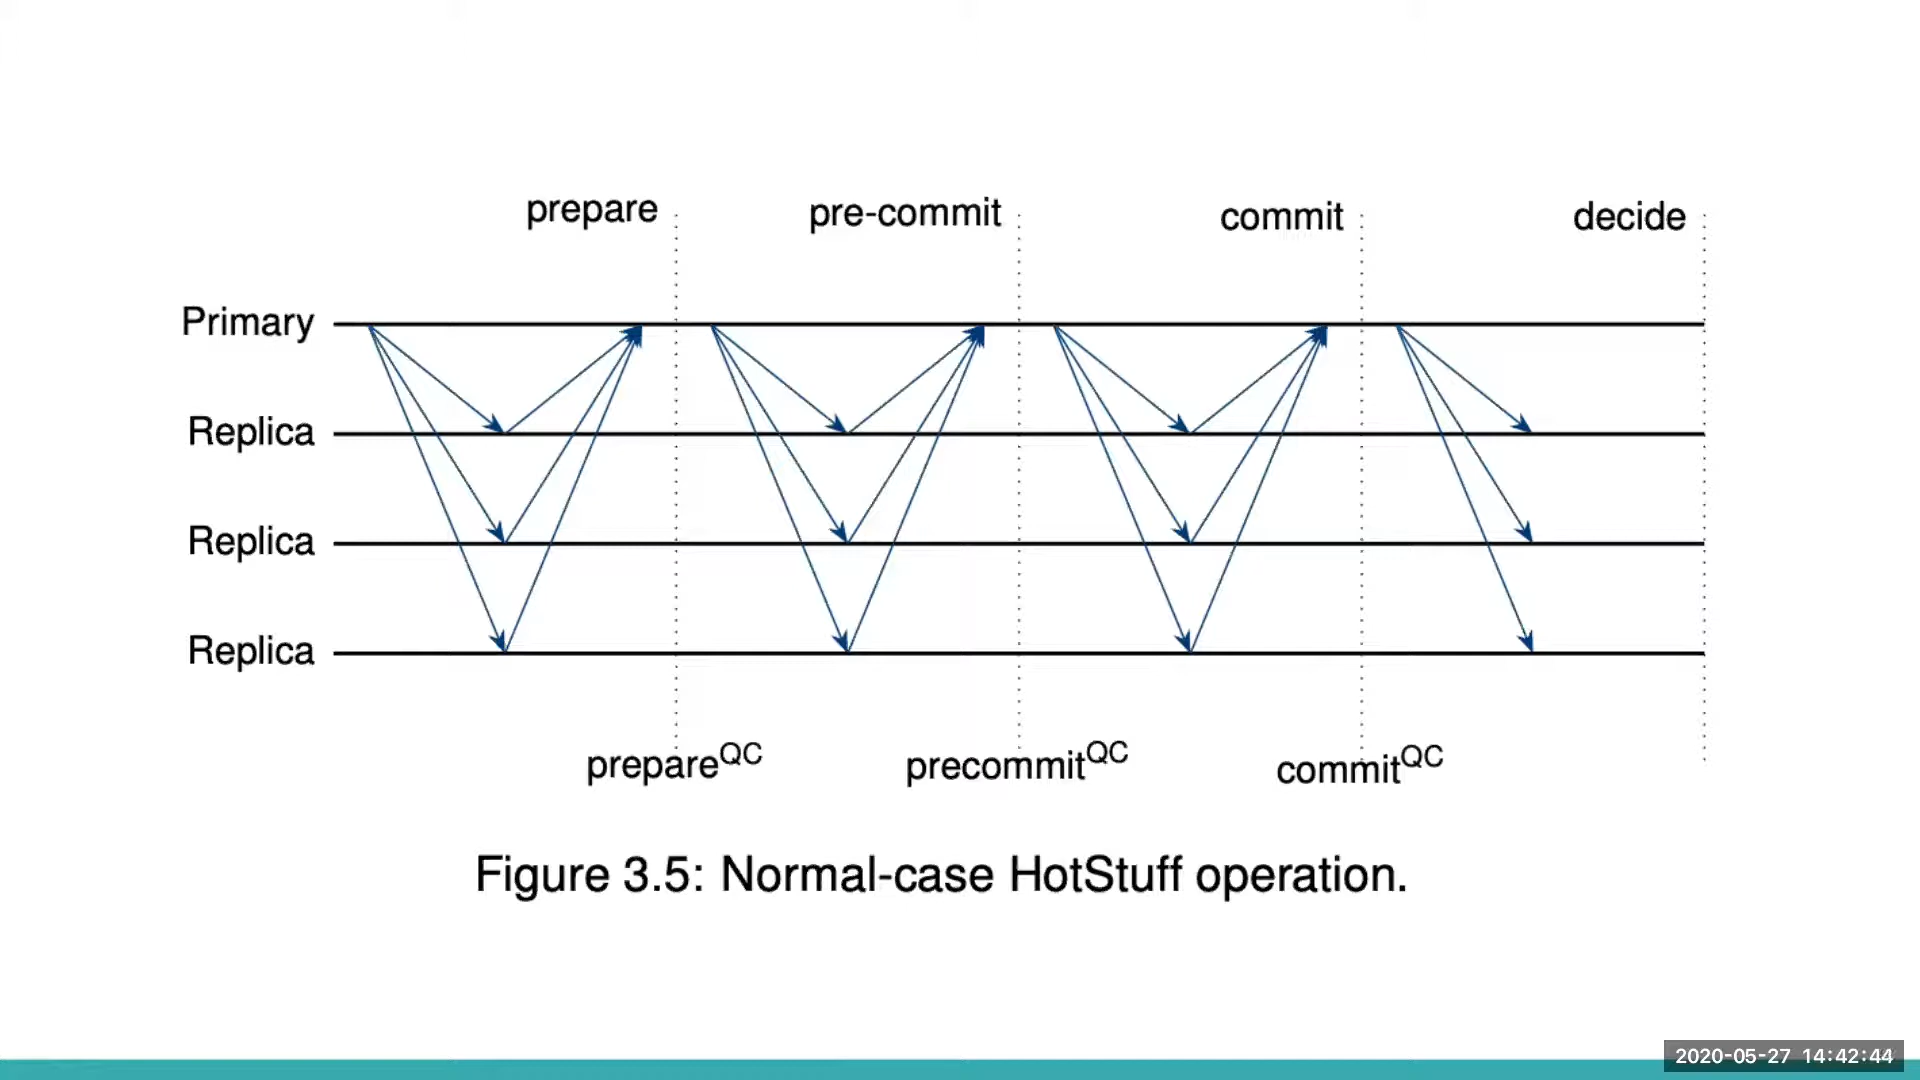 prepare pre-commit commit decide
Primary
Replica
Replica
Replica
prepareQC precommitQC commitQC
Figure 3.5: Normal-case HotStuff operation.
2020-05-27 14:42:44